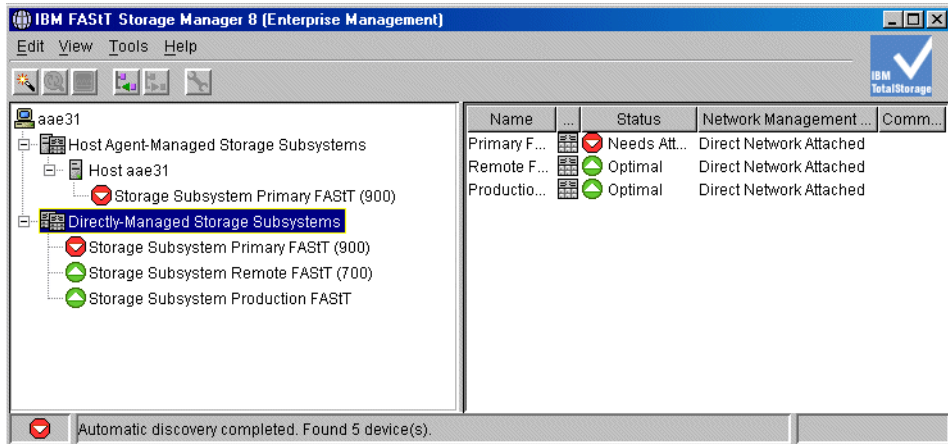 IBM FAStT Storage Manager 8 (Enterprise Management)
Edit View Tools Help
IBM
TotalStorage
aae31
Host Agent-Managed Storage Subsystems
Host aae31
Storage Subsystem Primary FAStT (900)
Directly-Managed Storage Subsystems
Storage Subsystem Primary FAStT (900)
Storage Subsystem Remote FAStT (700)
Storage Subsystem Production FAStT
Name ... Status Network Management ... Comm...
Primary F... Needs Att... Direct Network Attached
Remote F... Optimal Direct Network Attached
Productio... Optimal Direct Network Attached
Automatic discovery completed. Found 5 device(s).